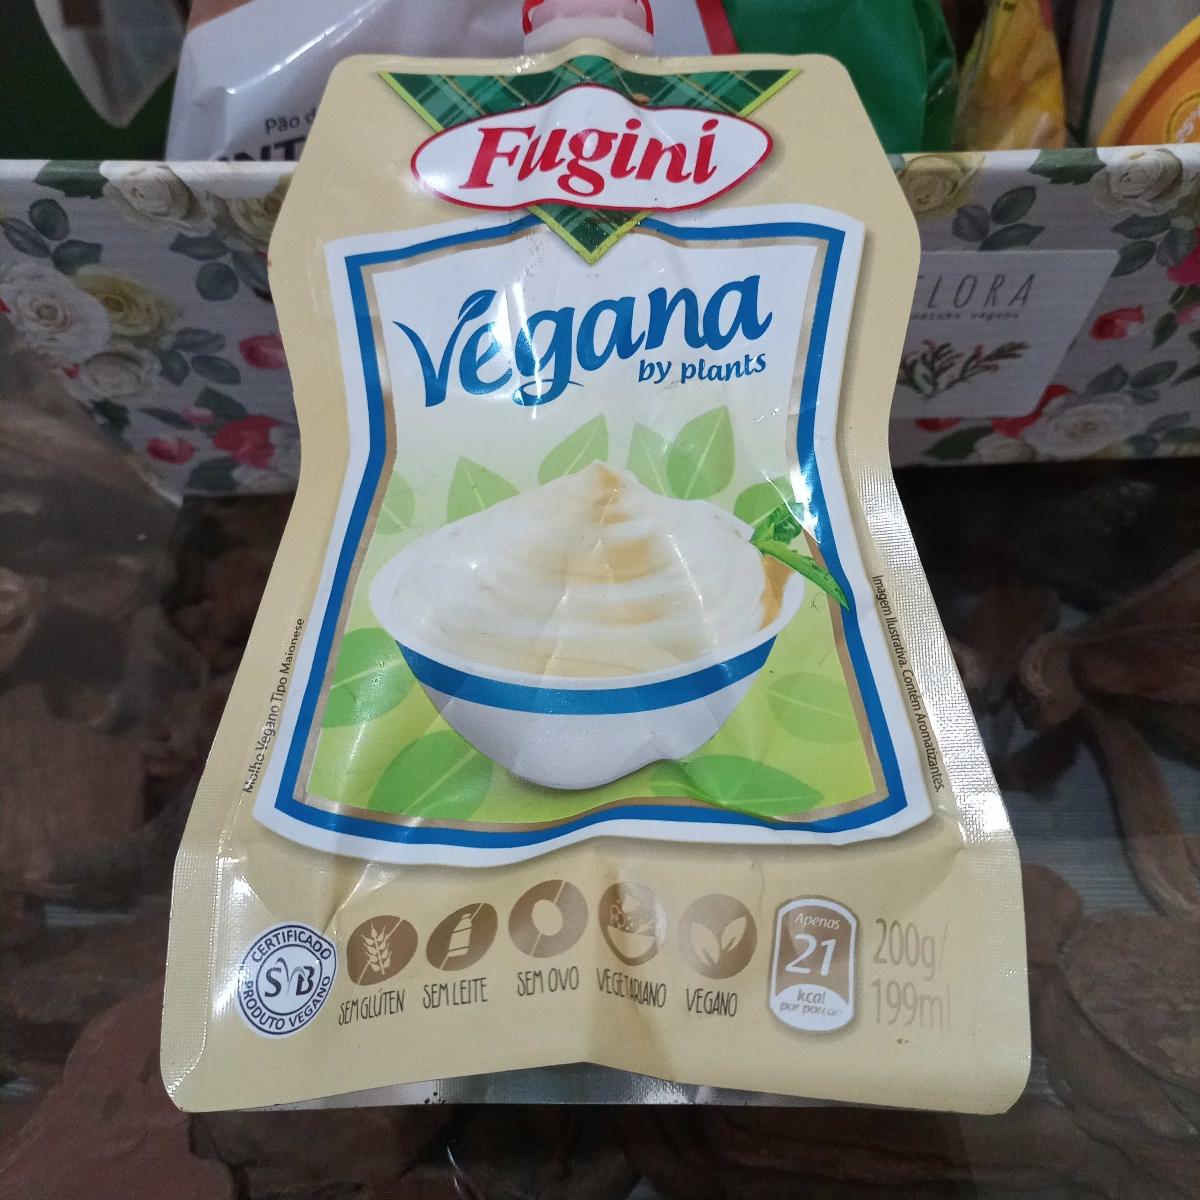 Pão d
Fugini
Vegana
by plants
LORA
Molho Vegano Tipo Maionese
Imagem Ilustrativa. Contém Aromatizantes.
CERTIFICADO
SVB
PRODUTO VEGANO
SEM GLÚTEN
SEM LEITE
SEM OVO
VEGETARIANO
VEGANO
Apenas
21
kcal
por porção
200g/
199ml